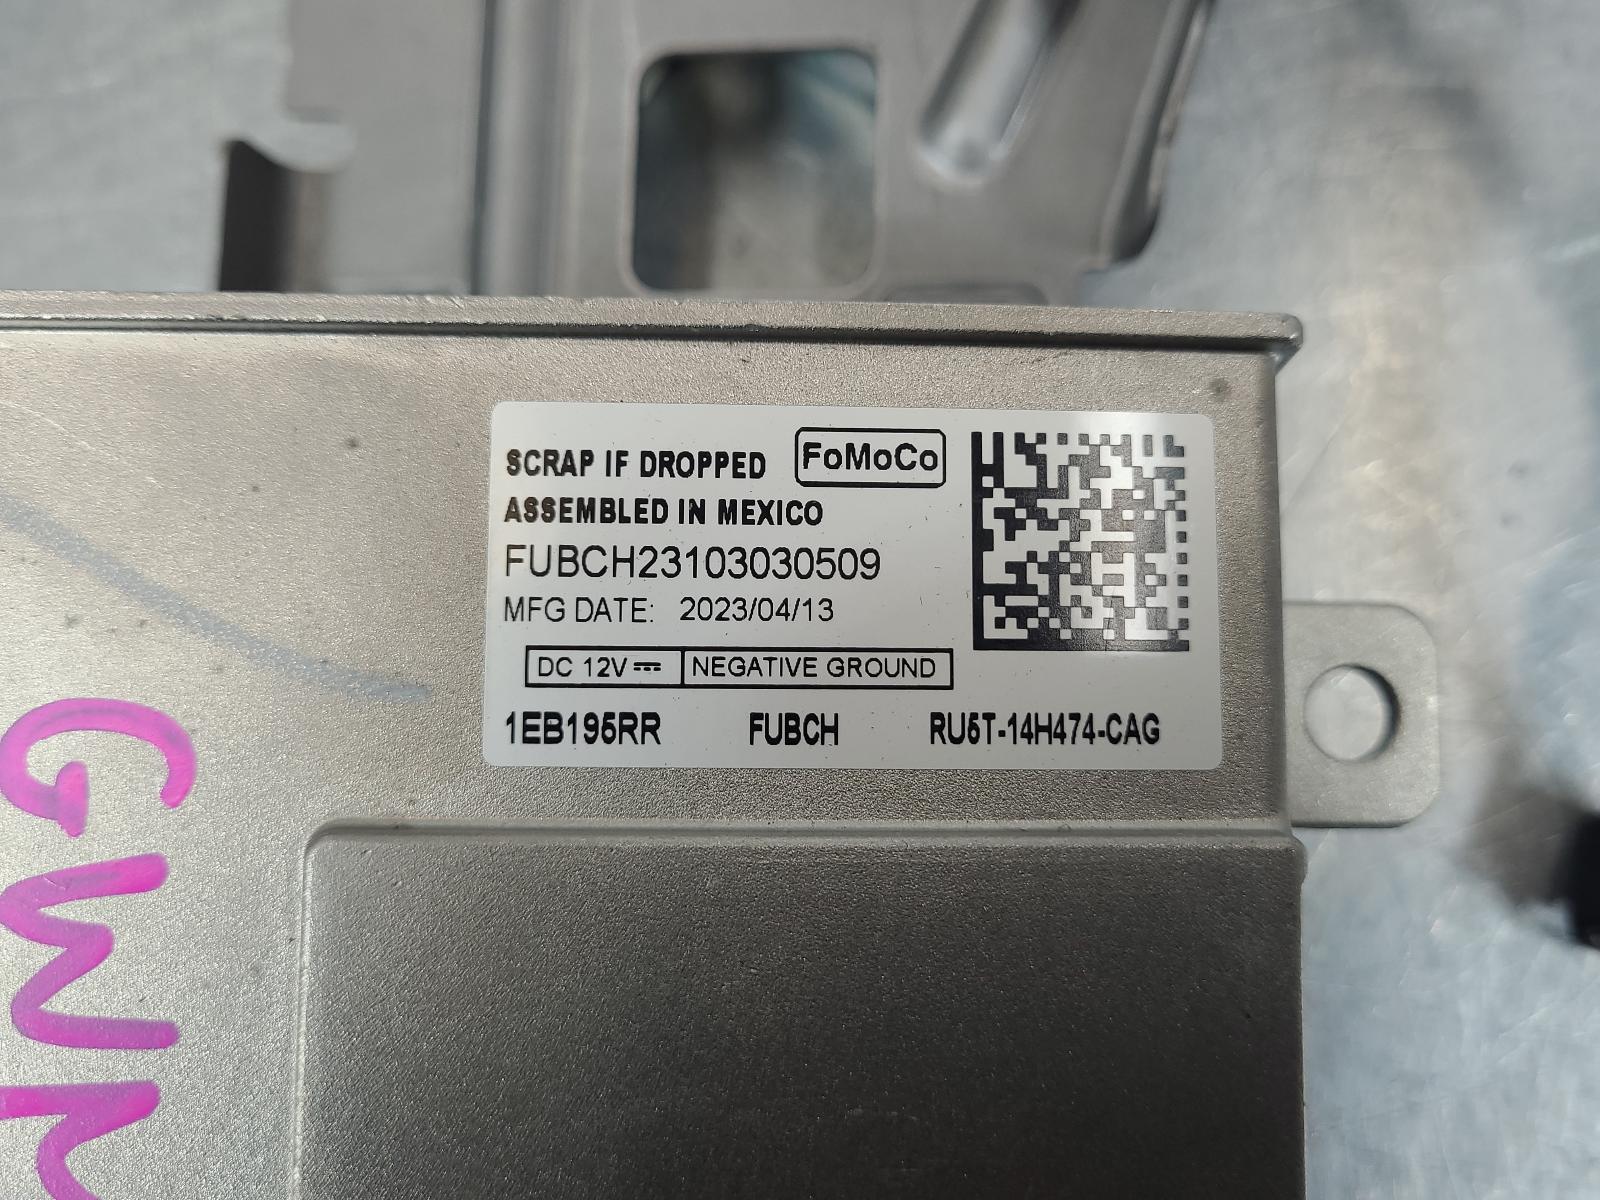 SCRAP IF DROPPED FoMoCo
ASSEMBLED IN MEXICO
FUBCH23103030509
MFG DATE: 2023/04/13
DC 12V⎓ NEGATIVE GROUND
1EB195RR FUBCH RU5T-14H474-CAG
GW